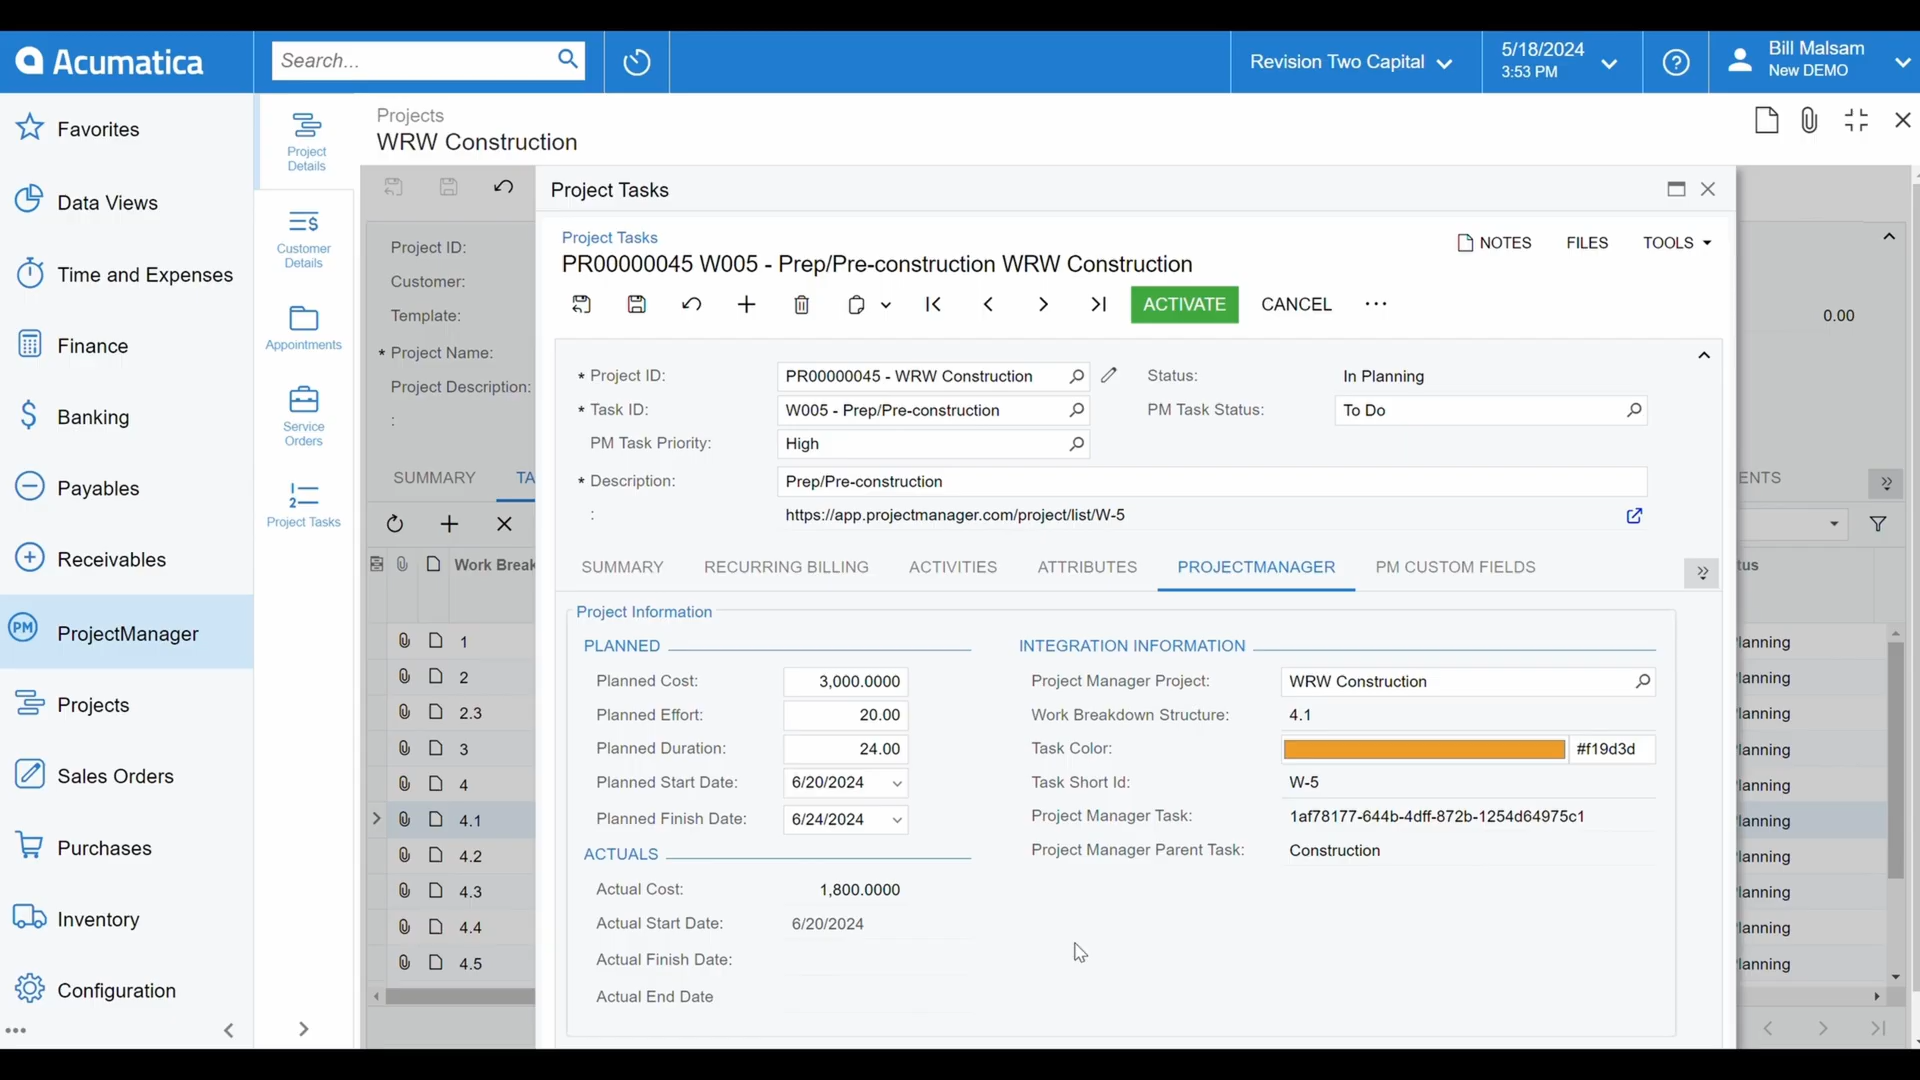 Acumatica
Search...
Revision Two Capital
5/18/2024
3:53 PM
Bill Malsam
New DEMO
Favorites
Data Views
Time and Expenses
Finance
Banking
Payables
Receivables
PM ProjectManager
Projects
Sales Orders
Purchases
Inventory
Configuration
Project
Details
Customer
Details
Appointments
Service
Orders
Project Tasks
Projects
WRW Construction
Project ID:
Customer:
Template:
* Project Name:
Project Description:
:
0.00
SUMMARY
TA
ENTS
Work Break
tus
1
2
2.3
3
4
4.1
4.2
4.3
4.4
4.5
lanning
lanning
lanning
lanning
lanning
lanning
lanning
lanning
lanning
lanning
Project Tasks
Project Tasks
NOTES FILES TOOLS
PR00000045 W005 - Prep/Pre-construction WRW Construction
ACTIVATE CANCEL
* Project ID: PR00000045 - WRW Construction
Status: In Planning
* Task ID: W005 - Prep/Pre-construction
PM Task Status: To Do
PM Task Priority: High
* Description: Prep/Pre-construction
: https://app.projectmanager.com/project/list/W-5
SUMMARY RECURRING BILLING ACTIVITIES ATTRIBUTES PROJECTMANAGER PM CUSTOM FIELDS
Project Information
PLANNED
Planned Cost: 3,000.0000
Planned Effort: 20.00
Planned Duration: 24.00
Planned Start Date: 6/20/2024
Planned Finish Date: 6/24/2024
ACTUALS
Actual Cost: 1,800.0000
Actual Start Date: 6/20/2024
Actual Finish Date:
Actual End Date
INTEGRATION INFORMATION
Project Manager Project: WRW Construction
Work Breakdown Structure: 4.1
Task Color: #f19d3d
Task Short Id: W-5
Project Manager Task: 1af78177-644b-4dff-872b-1254d64975c1
Project Manager Parent Task: Construction